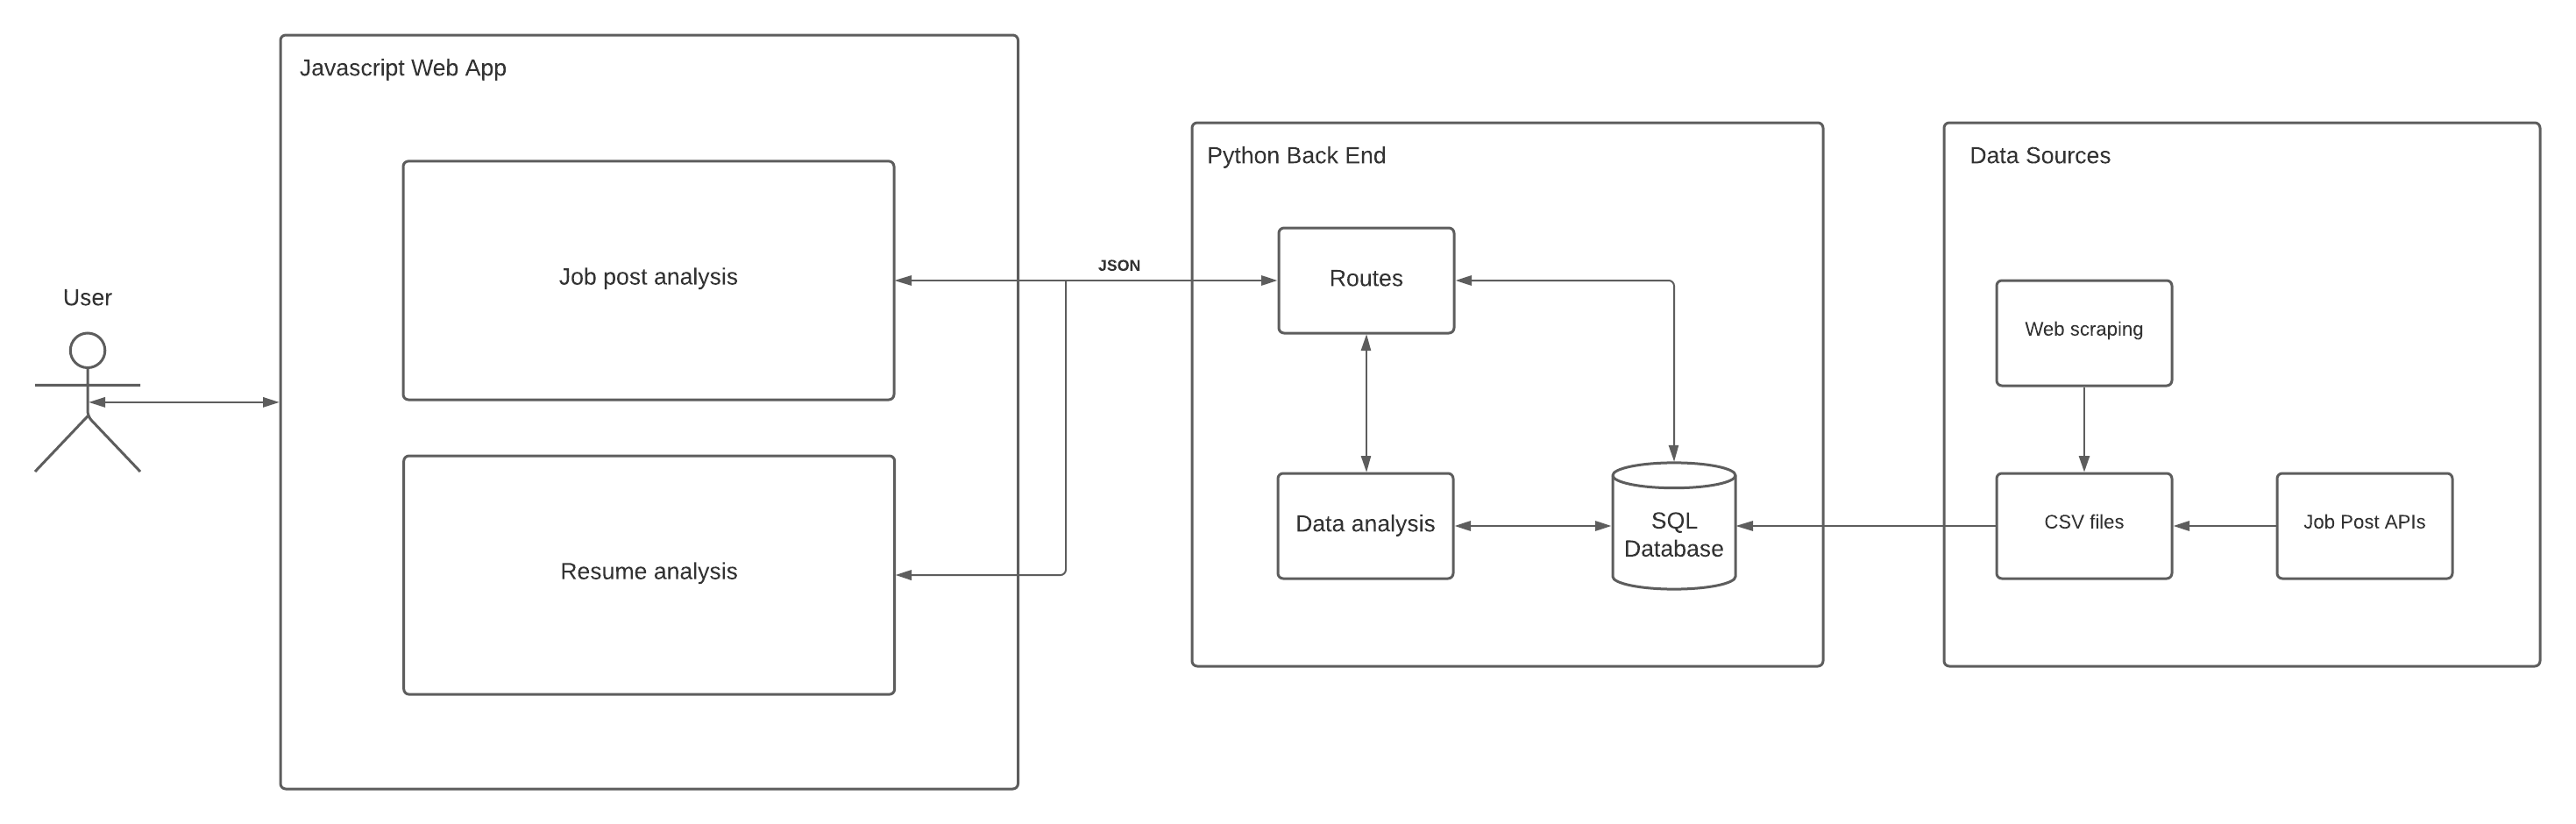 User
Javascript Web App
Job post analysis
Resume analysis
JSON
Python Back End
Routes
Data analysis
SQL
Database
Data Sources
Web scraping
CSV files
Job Post APIs